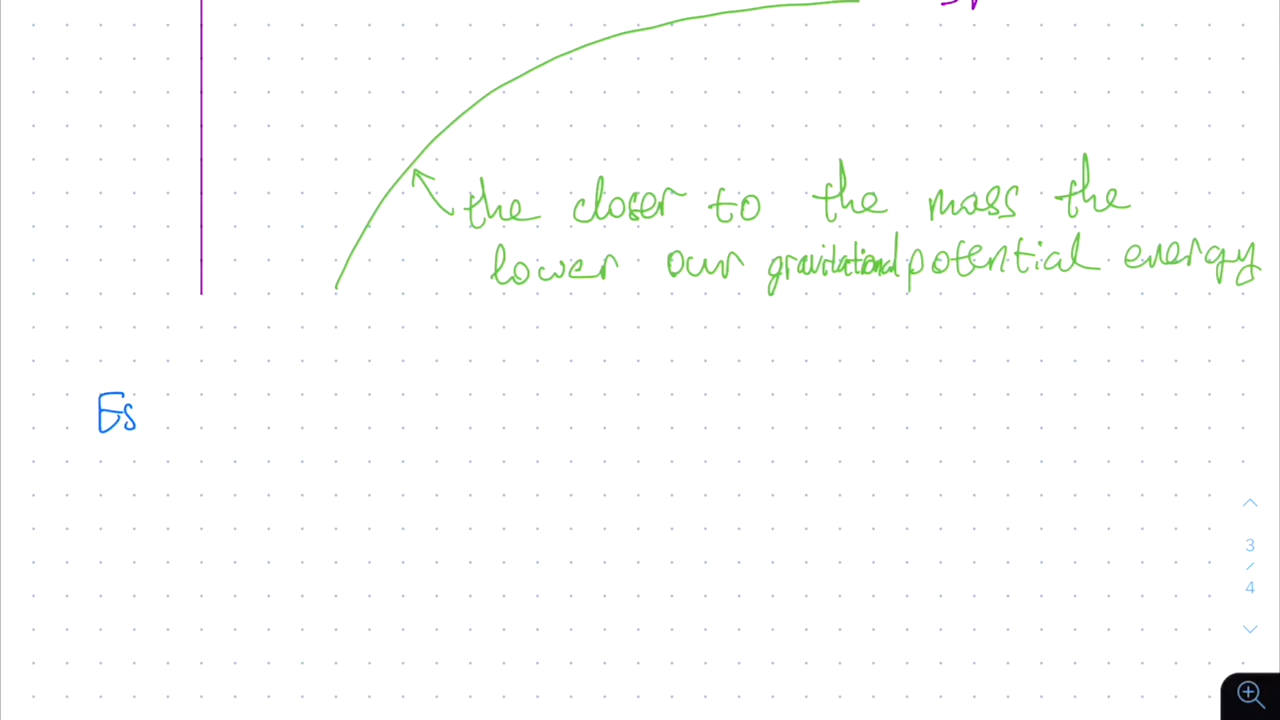 the closer to the mass the
lower our gravitational potential energy
Es
3
/
4